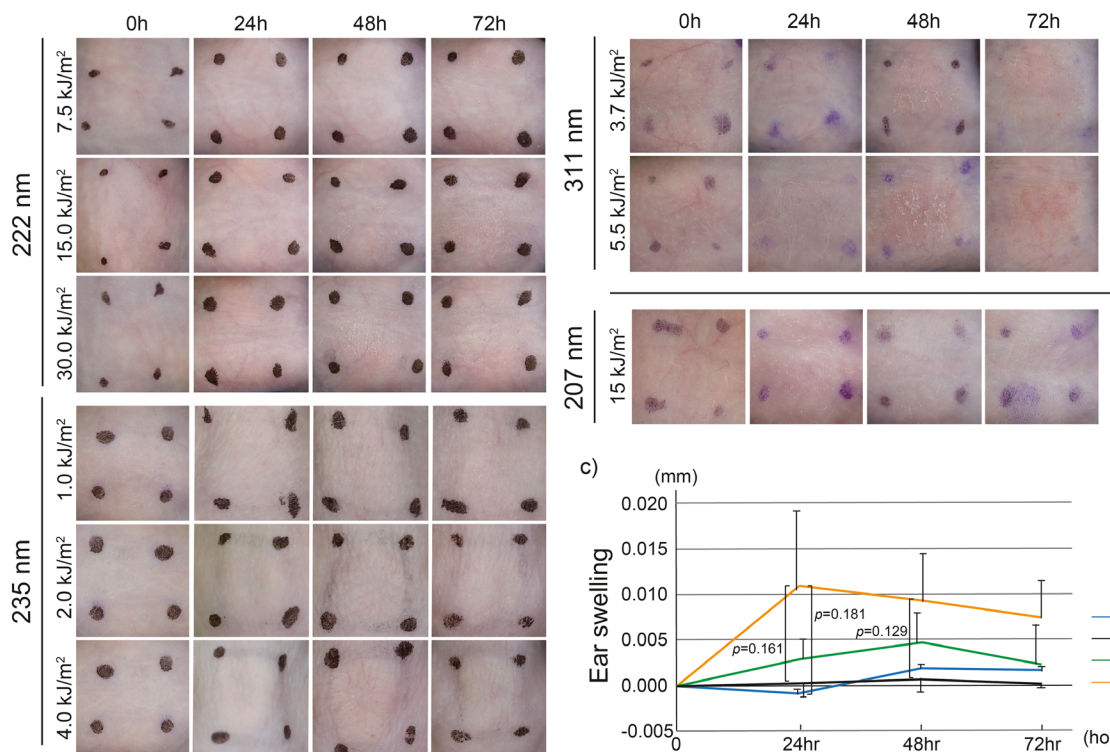 0h 24h 48h 72h
222 nm
7.5 kJ/m²
15.0 kJ/m²
30.0 kJ/m²
235 nm
1.0 kJ/m²
2.0 kJ/m²
4.0 kJ/m²
0h 24h 48h 72h
311 nm
3.7 kJ/m²
5.5 kJ/m²
207 nm
15 kJ/m²
c)
(mm)
Ear swelling
0.020
0.015
0.010
0.005
0.000
-0.005
p=0.161
p=0.181
p=0.129
0 24hr 48hr 72hr (ho